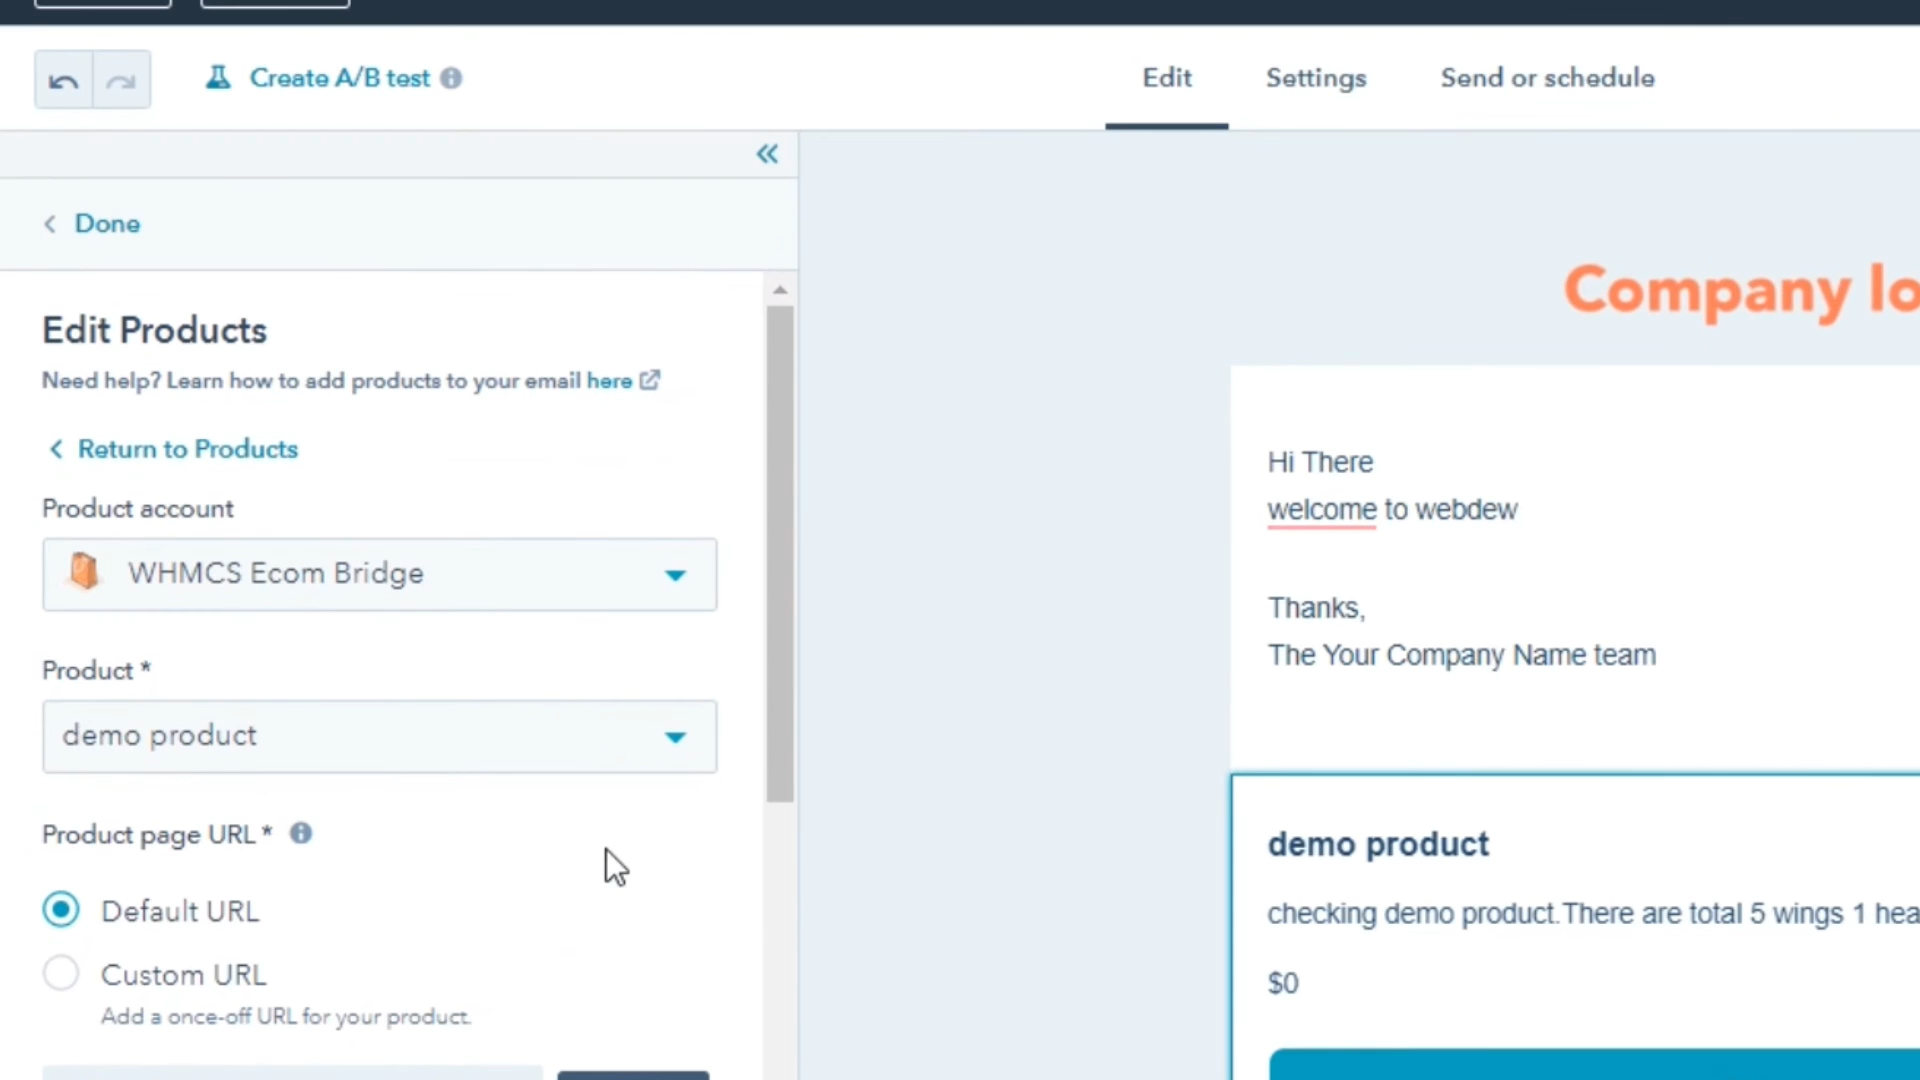 Create A/B test
Edit
Settings
Send or schedule
Done
Edit Products
Need help? Learn how to add products to your email here
Return to Products
Product account
WHMCS Ecom Bridge
Product *
demo product
Product page URL *
Default URL
Custom URL
Add a once-off URL for your product.
Company lo
Hi There
welcome to webdew
Thanks,
The Your Company Name team
demo product
checking demo product.There are total 5 wings 1 hea
$0